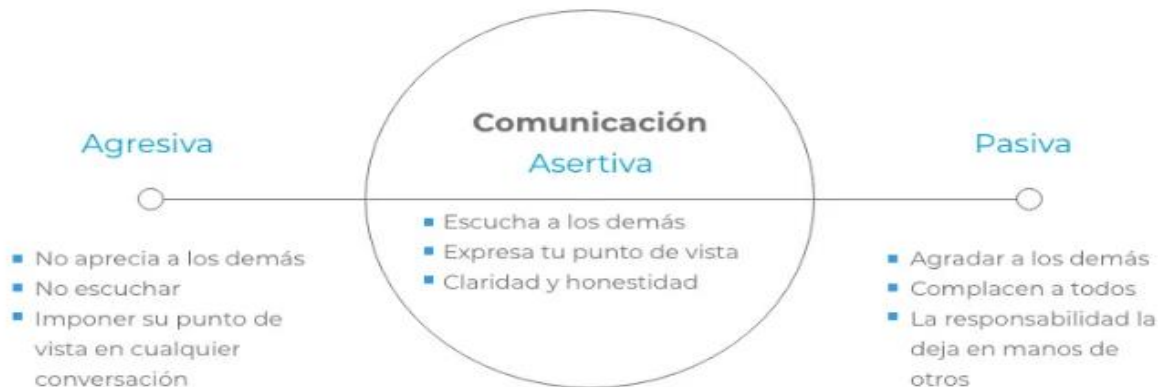 Comunicación
Asertiva
Agresiva
Pasiva
No aprecia a los demás
No escuchar
Imponer su punto de
vista en cualquier
conversación
Escucha a los demás
Expresa tu punto de vista
Claridad y honestidad
Agradar a los demás
Complacen a todos
La responsabilidad la
deja en manos de
otros